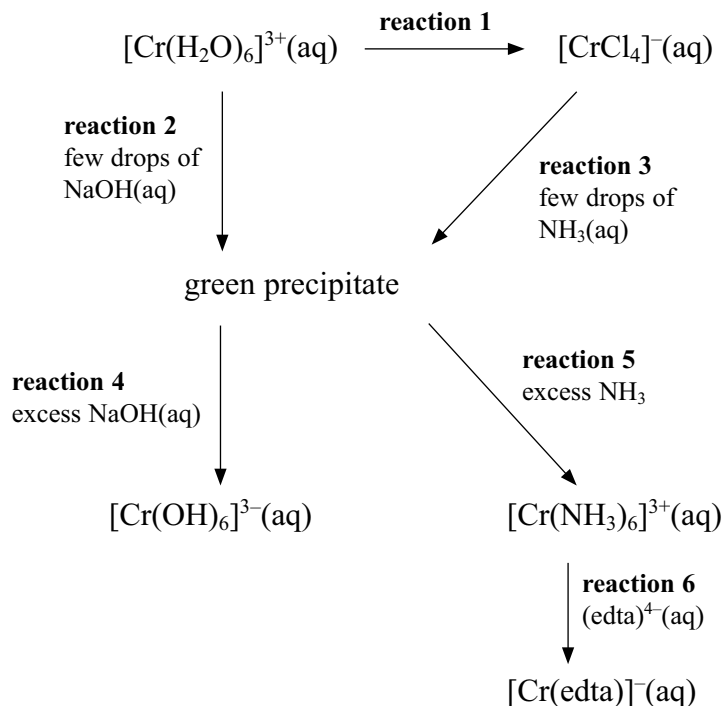 [Cr(H₂O)₆]³⁺(aq)
reaction 1
[CrCl₄]⁻(aq)
reaction 2
few drops of
NaOH(aq)
reaction 3
few drops of
NH₃(aq)
green precipitate
reaction 4
excess NaOH(aq)
reaction 5
excess NH₃
[Cr(OH)₆]³⁻(aq)
[Cr(NH₃)₆]³⁺(aq)
reaction 6
(edta)⁴⁻(aq)
[Cr(edta)]⁻(aq)